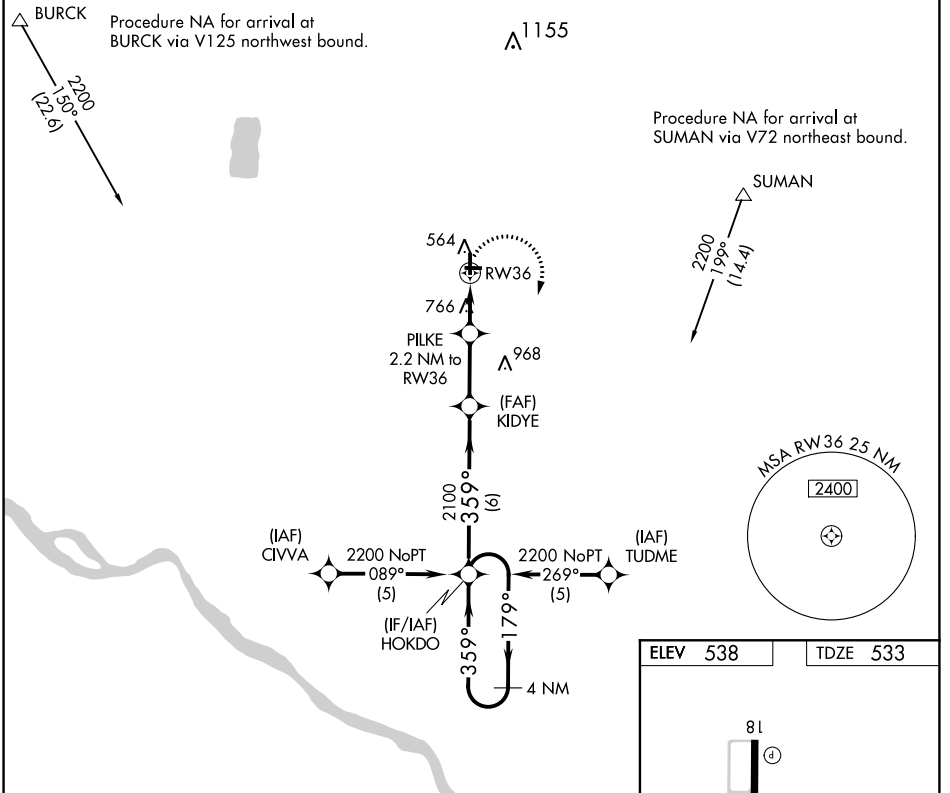 BURCK
Procedure NA for arrival at
BURCK via V125 northwest bound.
2200
150°
(22.6)
1155
Procedure NA for arrival at
SUMAN via V72 northeast bound.
SUMAN
2200
199°
(14.4)
564
RW36
766
PILKE
2.2 NM to
RW36
968
(FAF)
KIDYE
2100
359°
(6)
MSA RW36 25 NM
2400
(IAF)
CIVVA
2200 NoPT
089°
(5)
2200 NoPT
269°
(5)
(IAF)
TUDME
(IF/IAF)
HOKDO
359°
179°
4 NM
ELEV 538
TDZE 533
18
P